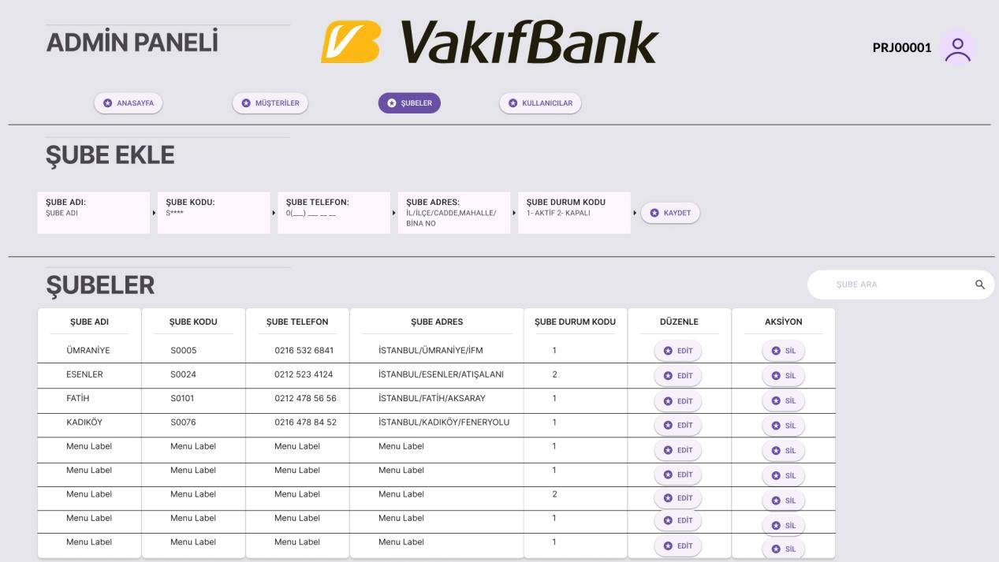 ADMİN PANELİ
VakıfBank
PRJ00001
ANASAYFA MÜŞTERİLER ŞUBELER KULLANICILAR
ŞUBE EKLE
ŞUBE ADI: ŞUBE KODU: ŞUBE TELEFON: ŞUBE ADRES: ŞUBE DURUM KODU
ŞUBE ADI S**** 0(___) ___ __ __ İL/İLÇE/CADDE,MAHALLE/ 1- AKTİF 2- KAPALI KAYDET
BİNA NO
ŞUBELER
ŞUBE ARA
ŞUBE ADI ŞUBE KODU ŞUBE TELEFON ŞUBE ADRES ŞUBE DURUM KODU DÜZENLE AKSİYON
ÜMRANİYE S0005 0216 532 6841 İSTANBUL/ÜMRANİYE/İFM 1 EDİT SİL
ESENLER S0024 0212 523 4124 İSTANBUL/ESENLER/ATIŞALANI 2 EDİT SİL
FATİH S0101 0212 478 56 56 İSTANBUL/FATİH/AKSARAY 1 EDİT SİL
KADIKÖY S0076 0216 478 84 52 İSTANBUL/KADIKÖY/FENERYOLU 1 EDİT SİL
Menu Label Menu Label Menu Label Menu Label 1 EDİT SİL
Menu Label Menu Label Menu Label Menu Label 1 EDİT SİL
Menu Label Menu Label Menu Label Menu Label 2 EDİT SİL
Menu Label Menu Label Menu Label Menu Label 1 EDİT SİL
Menu Label Menu Label Menu Label Menu Label 1 EDİT SİL